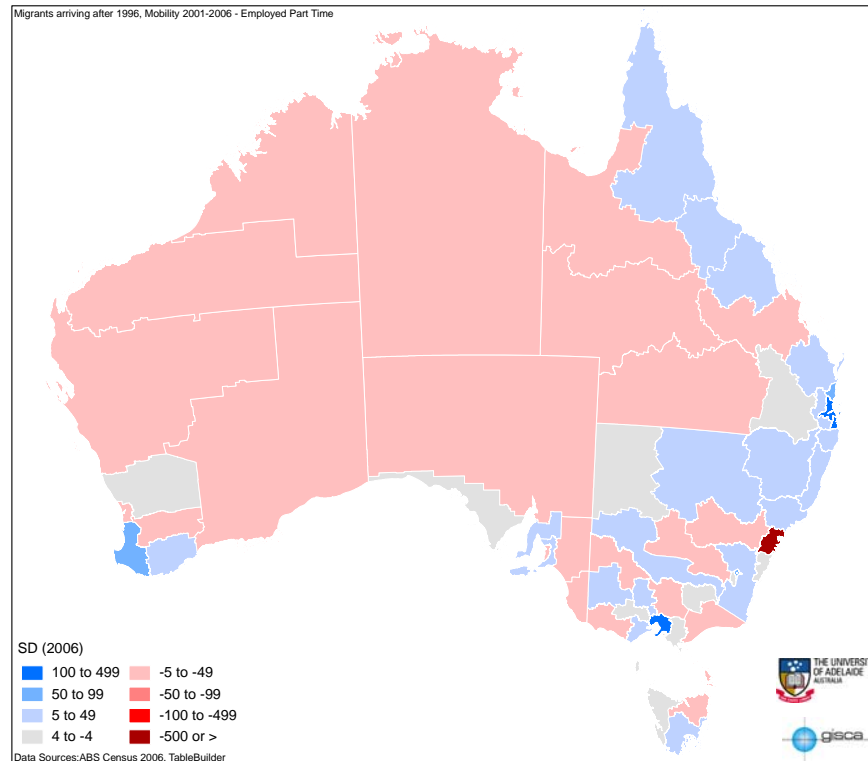 Migrants arriving after 1996, Mobility 2001-2006 - Employed Part Time
SD (2006)
100 to 499
50 to 99
5 to 49
4 to -4
-5 to -49
-50 to -99
-100 to -499
-500 or >
THE UNIVERSI
OF ADELAIDE
AUSTRALIA
gisca
Data Sources:ABS Census 2006, TableBuilder